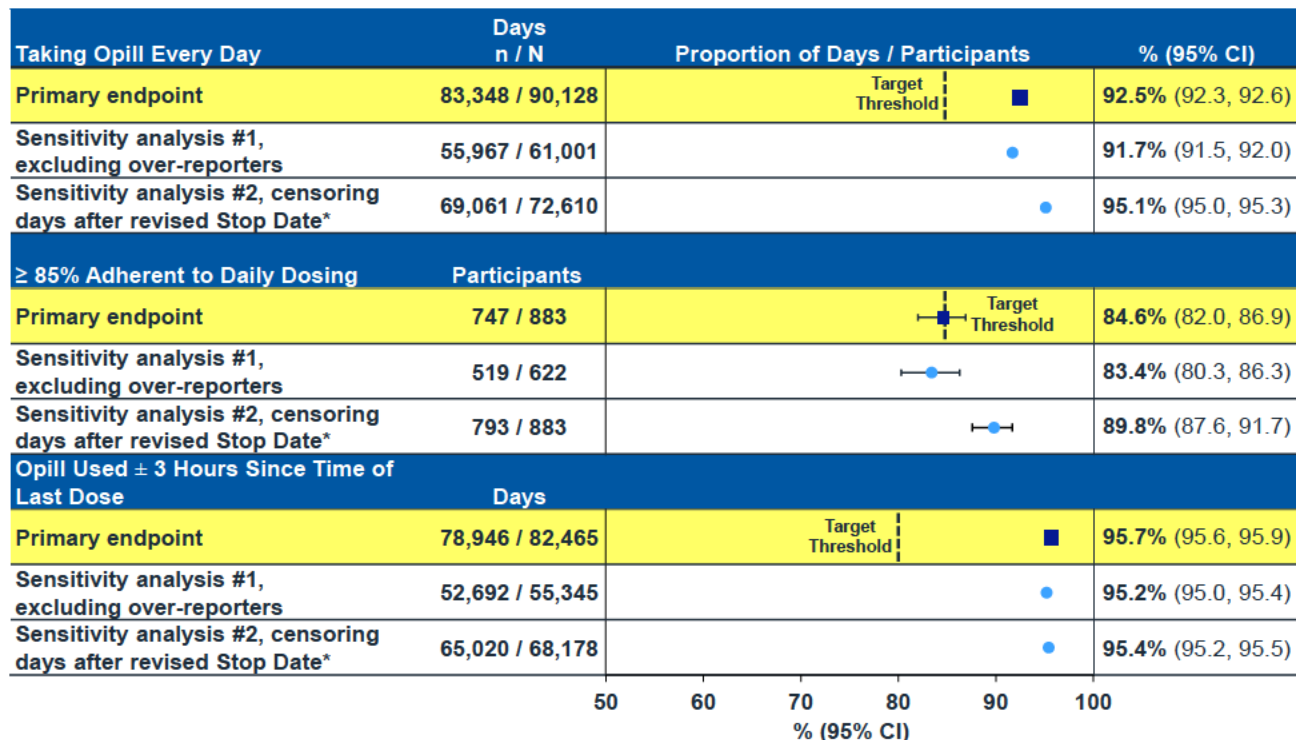 Days
Taking Opill Every Day n / N Proportion of Days / Participants % (95% CI)
Primary endpoint 83,348 / 90,128 Target Threshold 92.5% (92.3, 92.6)
Sensitivity analysis #1,
excluding over-reporters 55,967 / 61,001 91.7% (91.5, 92.0)
Sensitivity analysis #2, censoring
days after revised Stop Date* 69,061 / 72,610 95.1% (95.0, 95.3)
≥ 85% Adherent to Daily Dosing Participants
Primary endpoint 747 / 883 Target Threshold 84.6% (82.0, 86.9)
Sensitivity analysis #1,
excluding over-reporters 519 / 622 83.4% (80.3, 86.3)
Sensitivity analysis #2, censoring
days after revised Stop Date* 793 / 883 89.8% (87.6, 91.7)
Opill Used ± 3 Hours Since Time of
Last Dose Days
Primary endpoint 78,946 / 82,465 Target Threshold 95.7% (95.6, 95.9)
Sensitivity analysis #1,
excluding over-reporters 52,692 / 55,345 95.2% (95.0, 95.4)
Sensitivity analysis #2, censoring
days after revised Stop Date* 65,020 / 68,178 95.4% (95.2, 95.5)
50 60 70 80 90 100
% (95% CI)